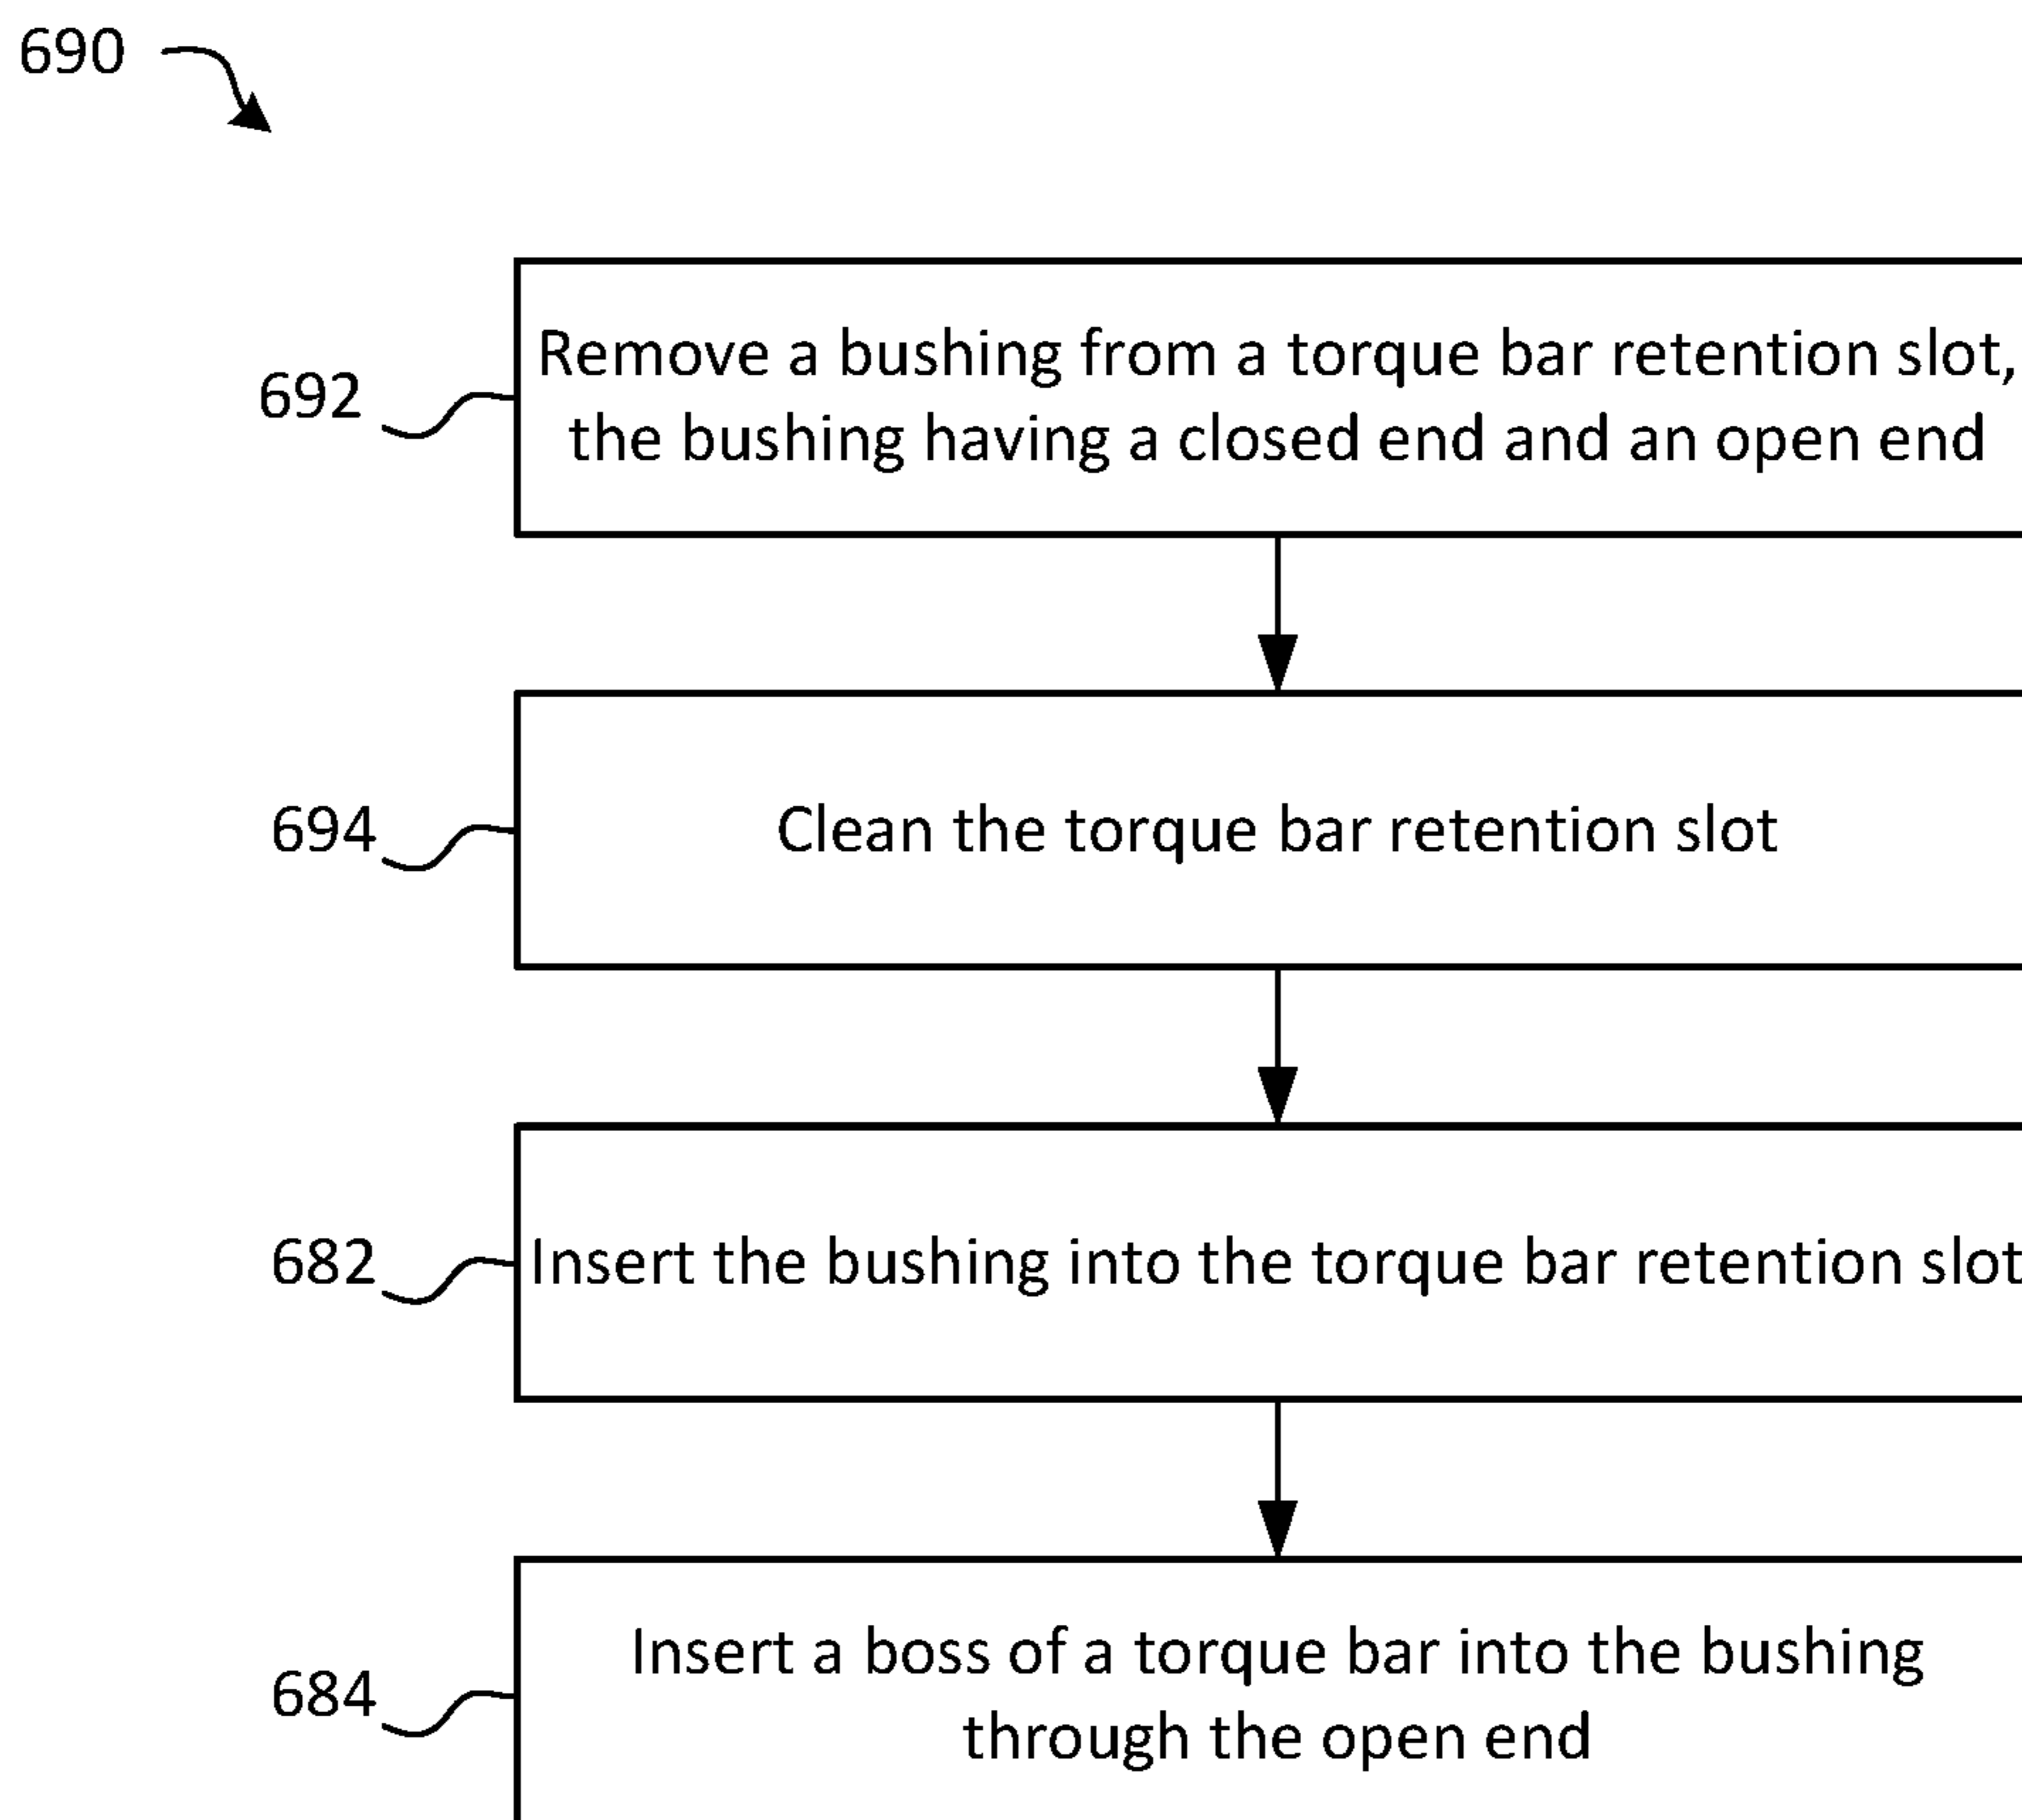 690
692
Remove a bushing from a torque bar retention slot,
the bushing having a closed end and an open end
694
Clean the torque bar retention slot
682
Insert the bushing into the torque bar retention slot
684
Insert a boss of a torque bar into the bushing
through the open end